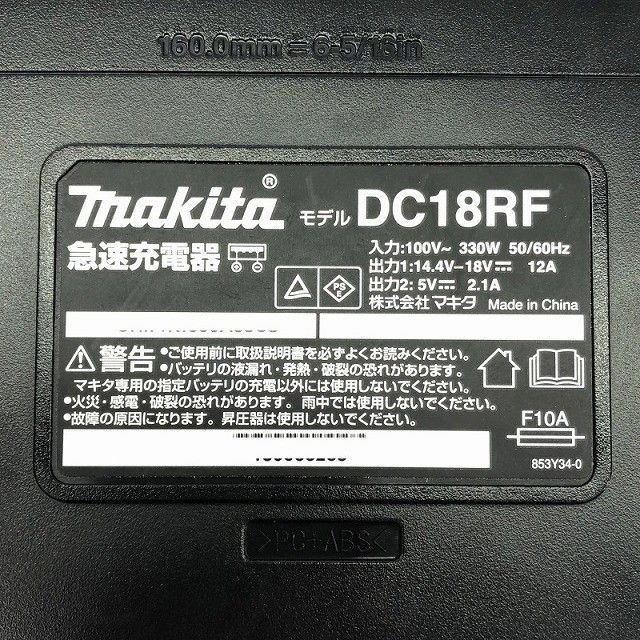 160.0mm=6-5/16in
makita® モデル DC18RF
急速充電器
入力:100V~ 330W 50/60Hz
出力1:14.4V-18V⎓ 12A
出力2:5V⎓ 2.1A
株式会社マキタ Made in China
PS
E
⚠警告 •ご使用前に取扱説明書を必ずよくお読みください。
•バッテリの液漏れ・発熱・破裂の恐れがあります。
マキタ専用の指定バッテリの充電以外には使用しないでください。
•火災・感電・破裂の恐れがあります。雨中では使用しないでください。
•故障の原因になります。昇圧器は使用しないでください。
F10A
853Y34-0
>PC+ABS<